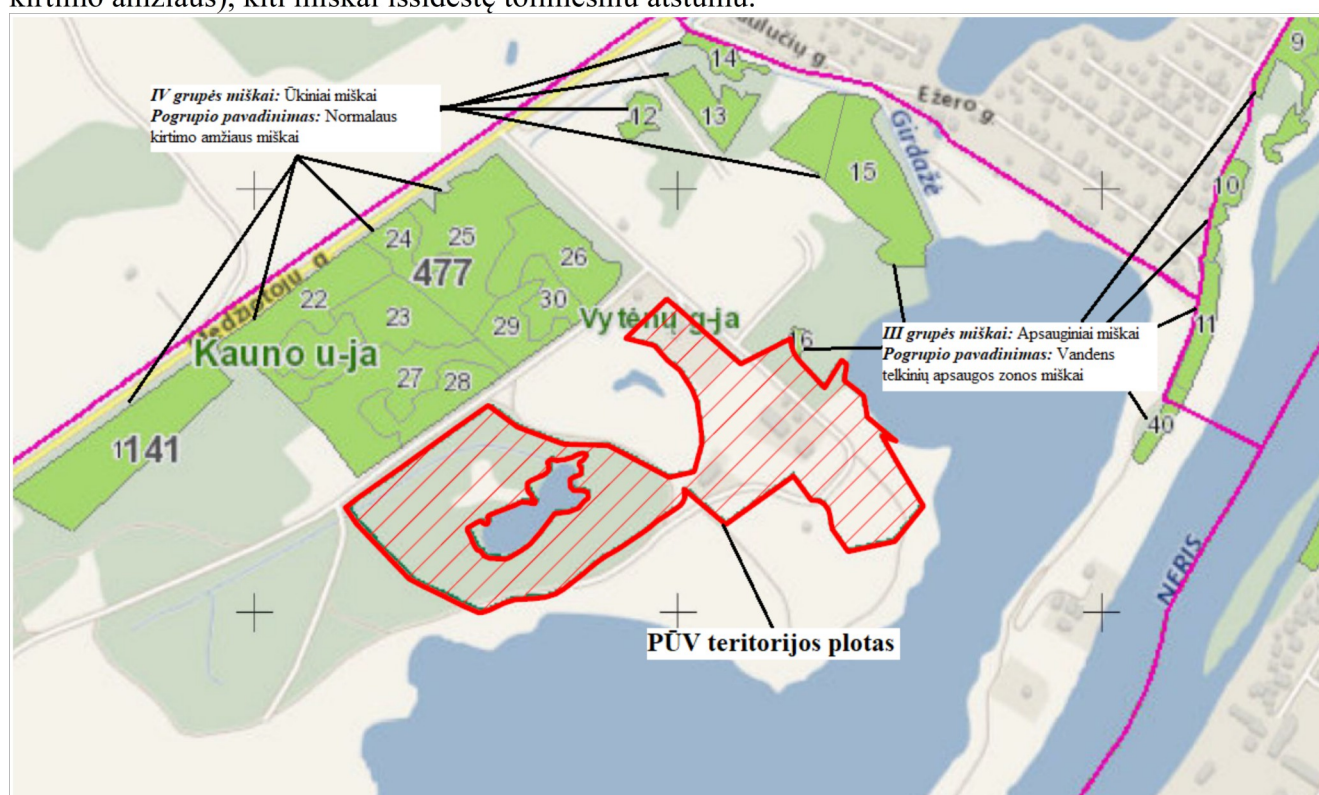 kirtimo amžiaus), kiti miškai išsidėstę tolimesniu atstumu.
aulučių g.
9
14
IV grupės miškai: Ūkiniai miškai
Pogrupio pavadinimas: Normalaus
kirtimo amžiaus miškai
12
13
Ežero g.
Girdažė
15
10
24
25
26
477
22
23
30
29
Vytėnų g-ja
Kauno u-ja
16
III grupės miškai: Apsauginiai miškai
Pogrupio pavadinimas: Vandens
telkinių apsaugos zonos miškai
11
27
28
1
141
40
NERIS
PŪV teritorijos plotas